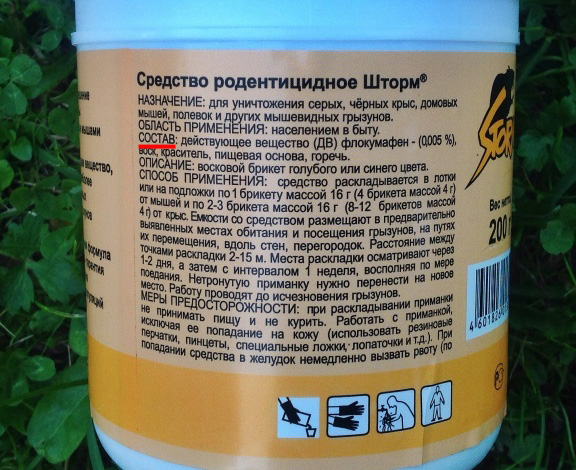 Средство родентицидное Шторм®
НАЗНАЧЕНИЕ: для уничтожения серых, чёрных крыс, домовых
мышей, полевок и других мышевидных грызунов.
ОБЛАСТЬ ПРИМЕНЕНИЯ: населением в быту.
СОСТАВ: действующее вещество (ДВ) флокумафен - (0,005 %),
воск, краситель, пищевая основа, горечь.
ОПИСАНИЕ: восковой брикет голубого или синего цвета.
СПОСОБ ПРИМЕНЕНИЯ: средство раскладывается в лотки
или на подложки по 1 брикету массой 16 г (4 брикета массой 4 г)
от мышей и по 2-3 брикета массой 16 г (8-12 брикетов массой
4 г) от крыс. Емкости со средством размещают в предварительно
выявленных местах обитания и посещения грызунов, на путях
их перемещения, вдоль стен, перегородок. Расстояние между
точками раскладки 2-15 м. Места раскладки осматривают через
1-2 дня, а затем с интервалом 1 неделя, восполняя по мере
поедания. Нетронутую приманку нужно перенести на новое
место. Работу проводят до исчезновения грызунов.
МЕРЫ ПРЕДОСТОРОЖНОСТИ: при раскладывании приманки
не принимать пищу и не курить. Работать с приманкой,
исключая ее попадание на кожу (использовать резиновые
перчатки, пинцеты, специальные ложки, лопаточки и т.д.). При
попадании средства в желудок немедленно вызвать рвоту (по
мышами
вещество,
формула
STOR
Вес нетто
200